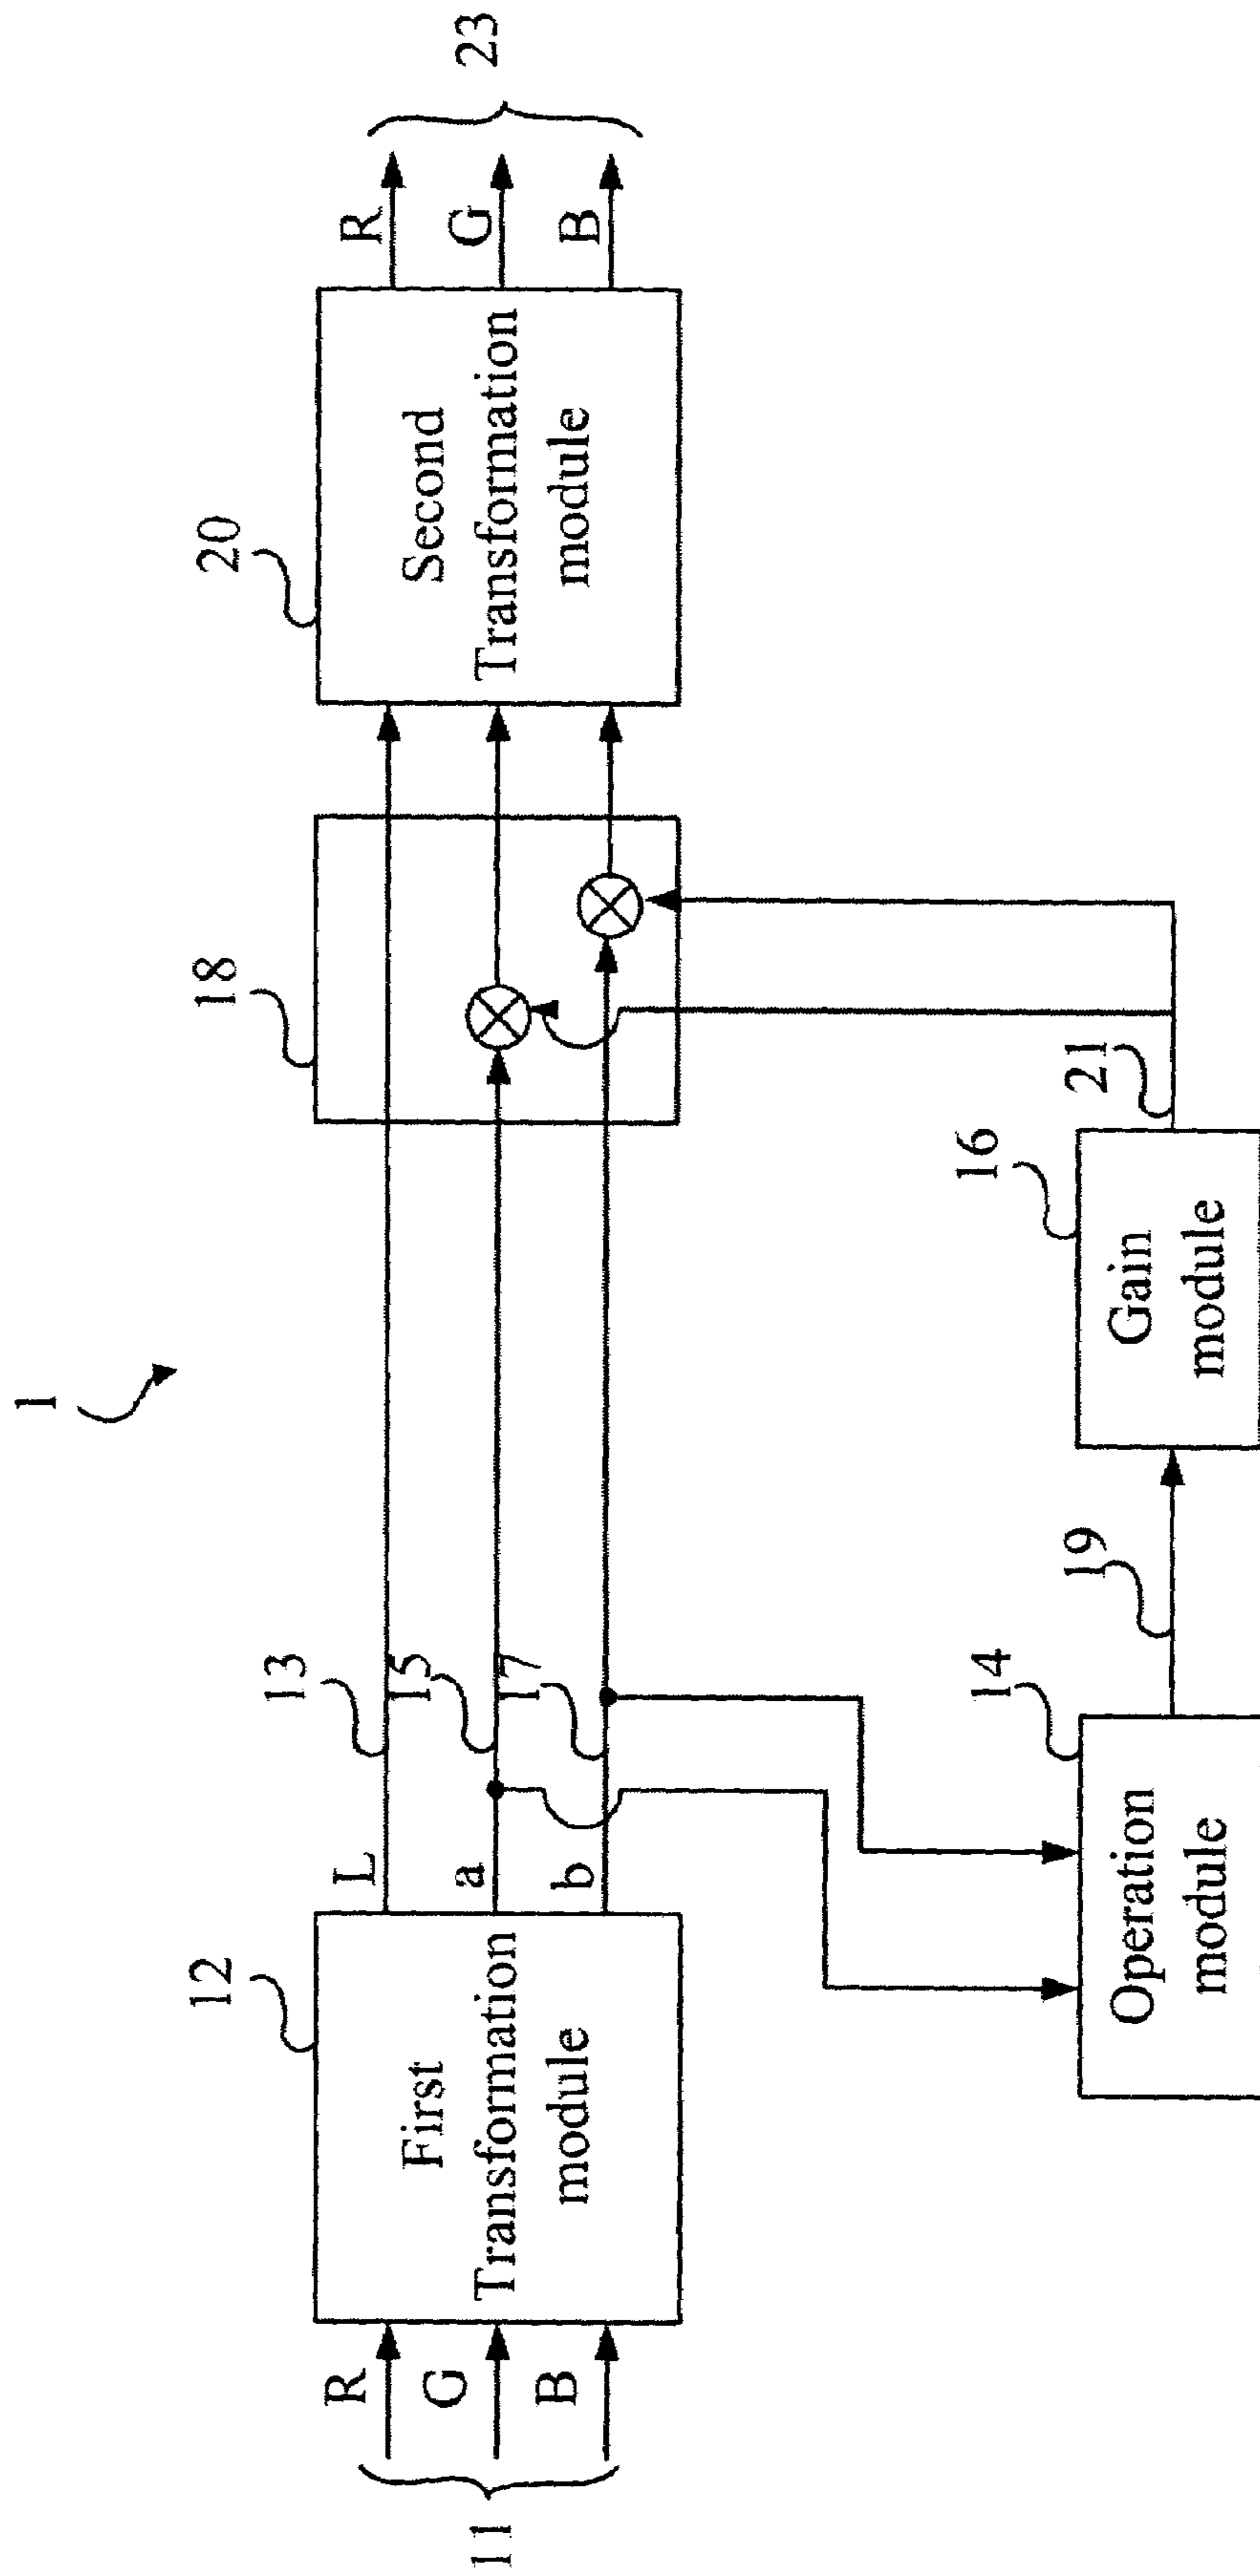 1
12
18
20
R
G
B
11
First
Transformation
module
L
a
b
13
15
17
Second
Transformation
module
R
G
B
23
14
Operation
module
19
16
Gain
module
21